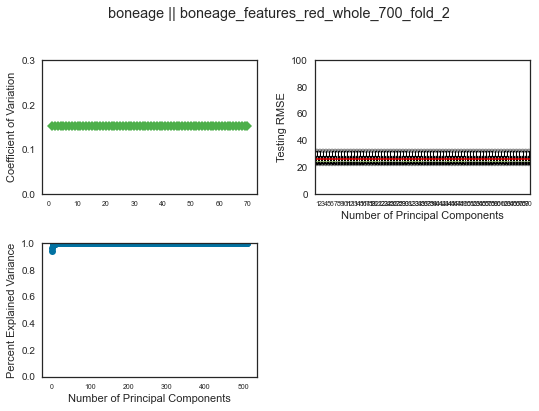 boneage || boneage_features_red_whole_700_fold_2
Coefficient of Variation
0.3
0.2
0.1
0.0
0 10 20 30 40 50 60 70
Testing RMSE
100
80
60
40
20
0
Number of Principal Components
Percent Explained Variance
1.0
0.8
0.6
0.4
0.2
0.0
0 100 200 300 400 500
Number of Principal Components